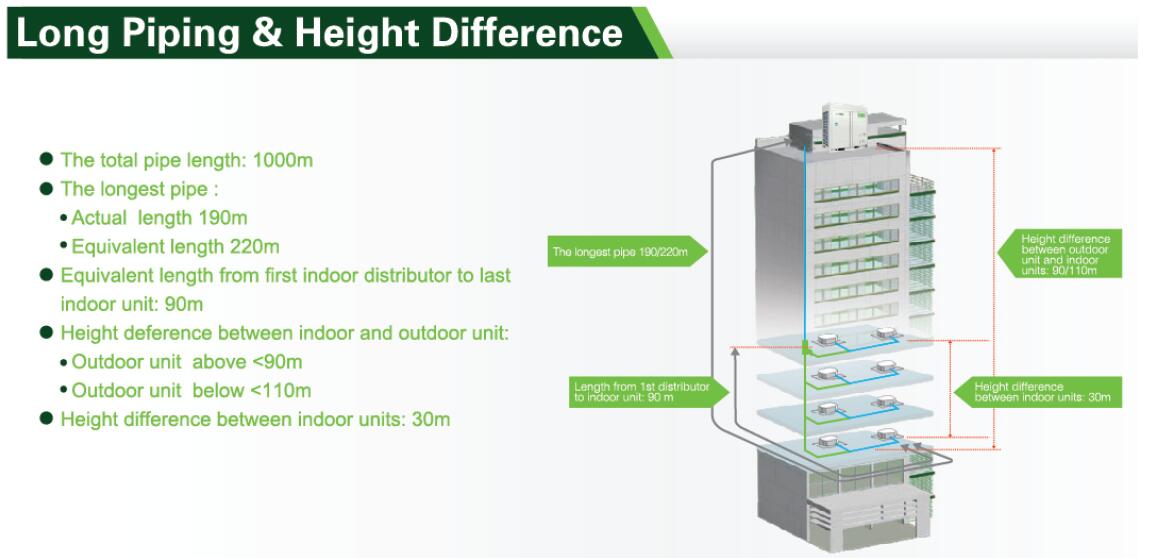 Long Piping & Height Difference
The total pipe length: 1000m
The longest pipe :
Actual length 190m
Equivalent length 220m
Equivalent length from first indoor distributor to last
indoor unit: 90m
Height deference between indoor and outdoor unit:
Outdoor unit above <90m
Outdoor unit below <110m
Height difference between indoor units: 30m
The longest pipe 190/220m
Height difference
between outdoor
unit and indoor
units: 90/110m
Length from 1st distributor
to indoor unit: 90 m
Height difference
between indoor units: 30m